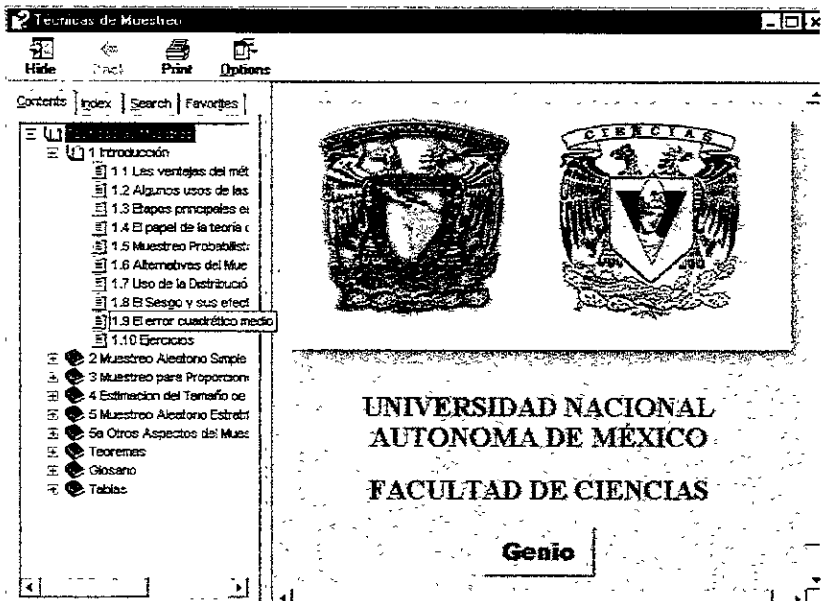 Técnicas de Muestreo
Hide
Back
Print
Options
Contents
Index
Search
Favorites
1 Introducción
1.1 Las ventajas del mét
1.2 Algunos usos de las
1.3 Etapas principales e
1.4 El papel de la teoría
1.5 Muestreo Probabilist
1.6 Alternativas del Mue
1.7 Uso de la Distribució
1.8 El Sesgo y sus efect
1.9 El error cuadrático medio
1.10 Ejercicios
2 Muestreo Aleatorio Simple
3 Muestreo para Proporcion
4 Estimacion del Tamaño de
5 Muestreo Aleatorio Estrati
5a Otros Aspectos del Mues
Teoremas
Glosario
Tablas
CIENCIAS
UNIVERSIDAD NACIONAL
AUTONOMA DE MÉXICO
FACULTAD DE CIENCIAS
Genio